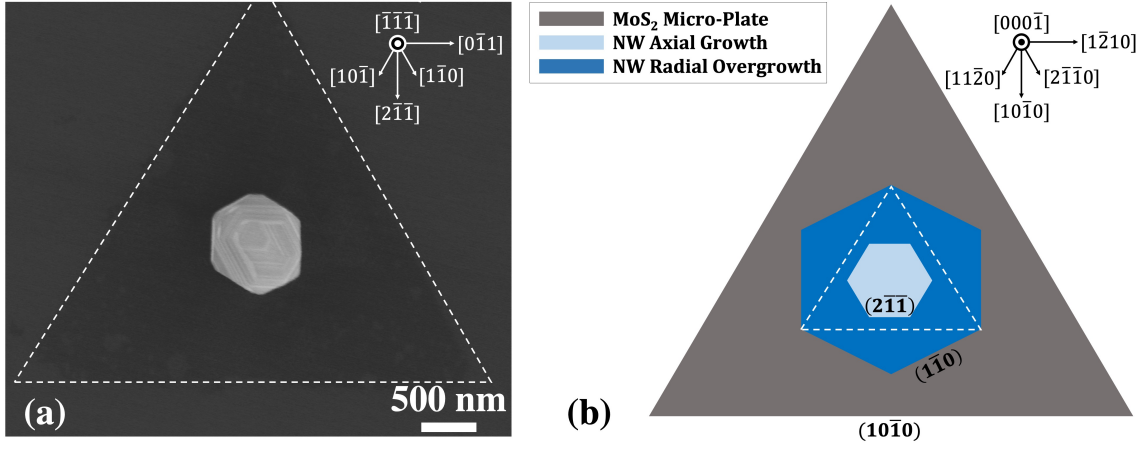 [1̅1̅1̅]
[01̅1]
[101̅]
[11̅0]
[21̅1̅]
500 nm
(a)
MoS₂ Micro-Plate
NW Axial Growth
NW Radial Overgrowth
[0001̅]
[12̅10]
[112̅0]
[21̅1̅0]
[101̅0]
(21̅1̅)
(11̅0)
(b)
(101̅0)